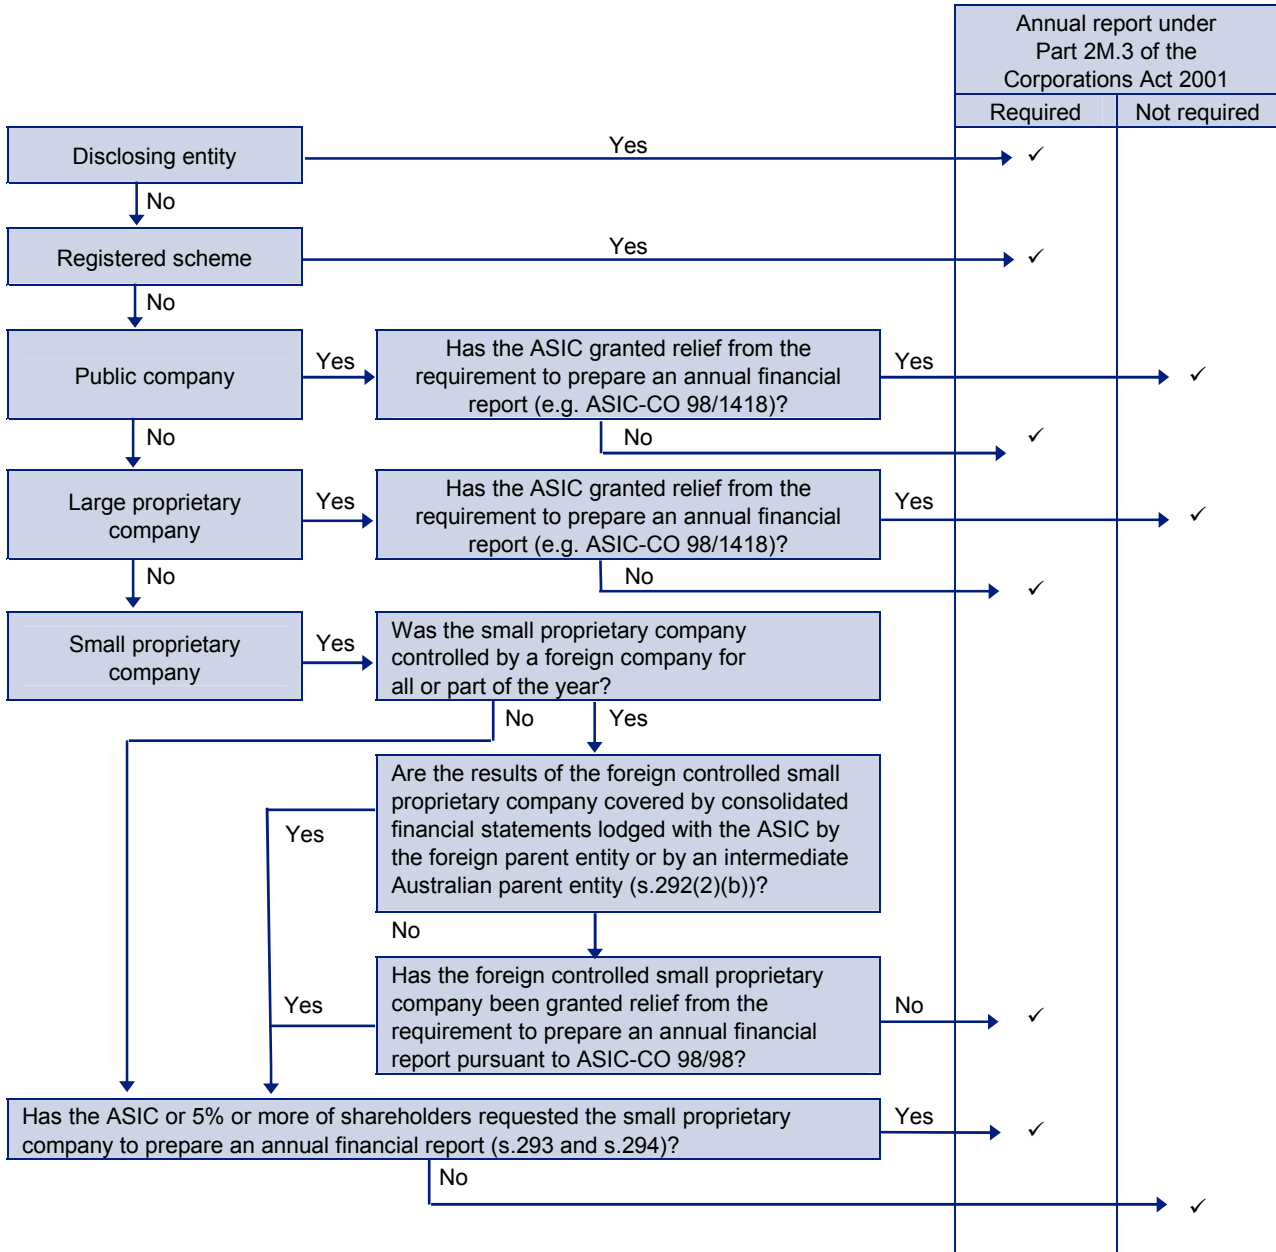 Annual report under
Part 2M.3 of the
Corporations Act 2001
Required
Not required
Disclosing entity
Yes
✓
No
Registered scheme
Yes
✓
No
Public company
Yes
Has the ASIC granted relief from the
requirement to prepare an annual financial
report (e.g. ASIC-CO 98/1418)?
Yes
✓
No
No
✓
Large proprietary
company
Yes
Has the ASIC granted relief from the
requirement to prepare an annual financial
report (e.g. ASIC-CO 98/1418)?
Yes
✓
No
No
✓
Small proprietary
company
Yes
Was the small proprietary company
controlled by a foreign company for
all or part of the year?
No
Yes
Are the results of the foreign controlled small
proprietary company covered by consolidated
financial statements lodged with the ASIC by
the foreign parent entity or by an intermediate
Australian parent entity (s.292(2)(b))?
Yes
No
Has the foreign controlled small proprietary
company been granted relief from the
requirement to prepare an annual financial
report pursuant to ASIC-CO 98/98?
Yes
No
✓
Has the ASIC or 5% or more of shareholders requested the small proprietary
company to prepare an annual financial report (s.293 and s.294)?
Yes
✓
No
✓